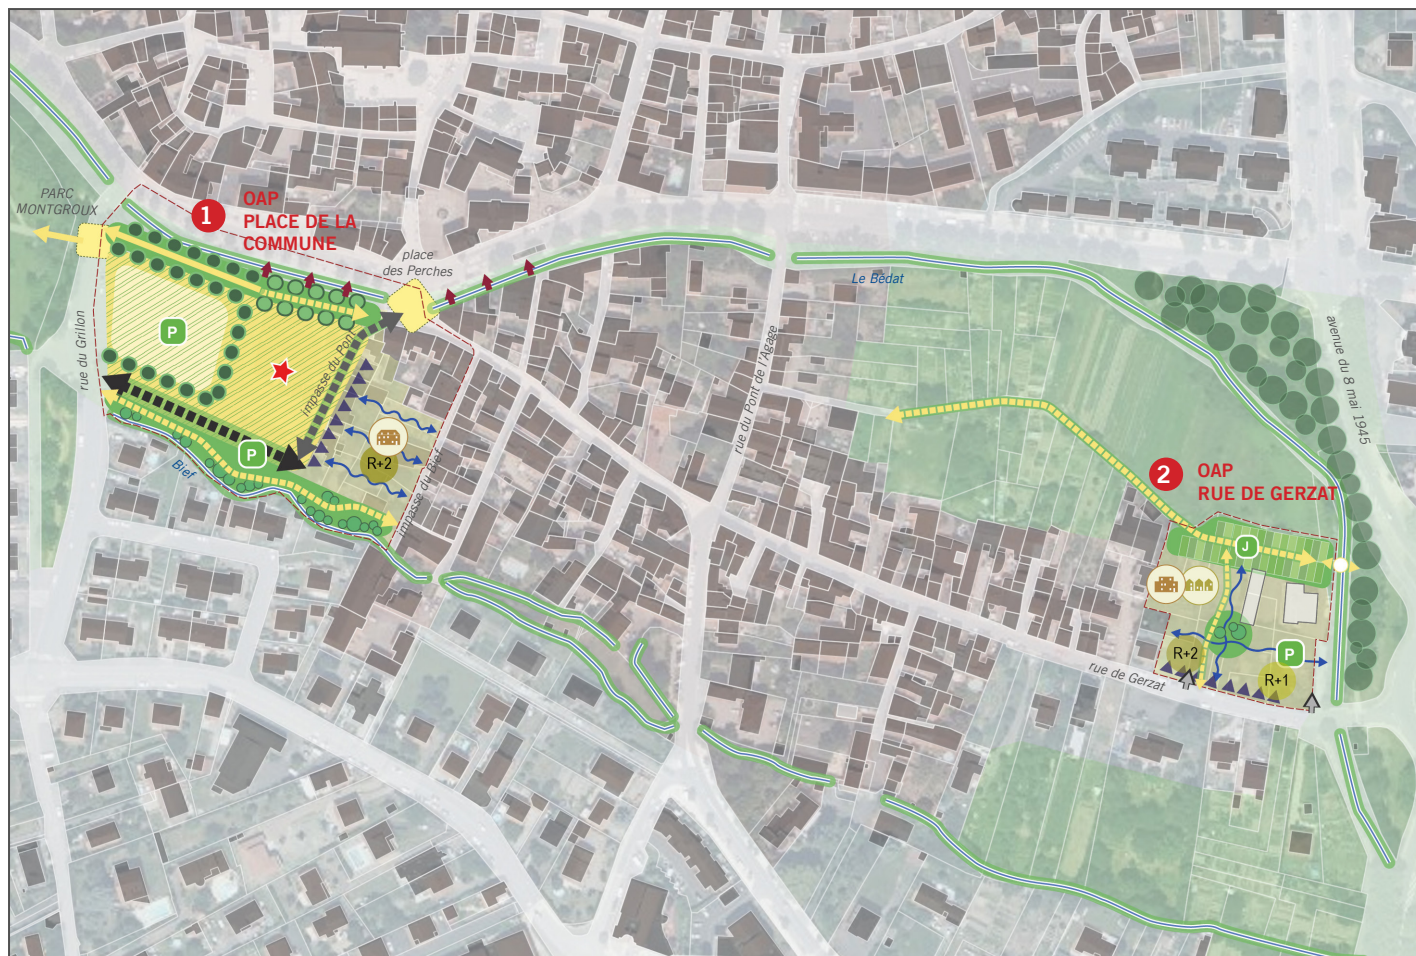 PARC
MONTGROUX
1
OAP
PLACE DE LA
COMMUNE
place
des Perches
Le Bédat
rue du Grillon
P
impasse du Pont
rue du Pont de l'Agage
avenue du 8 mai 1945
P
Bief
R+2
impasse du Bief
2
OAP
RUE DE GERZAT
J
R+2
P
R+1
rue de Gerzat